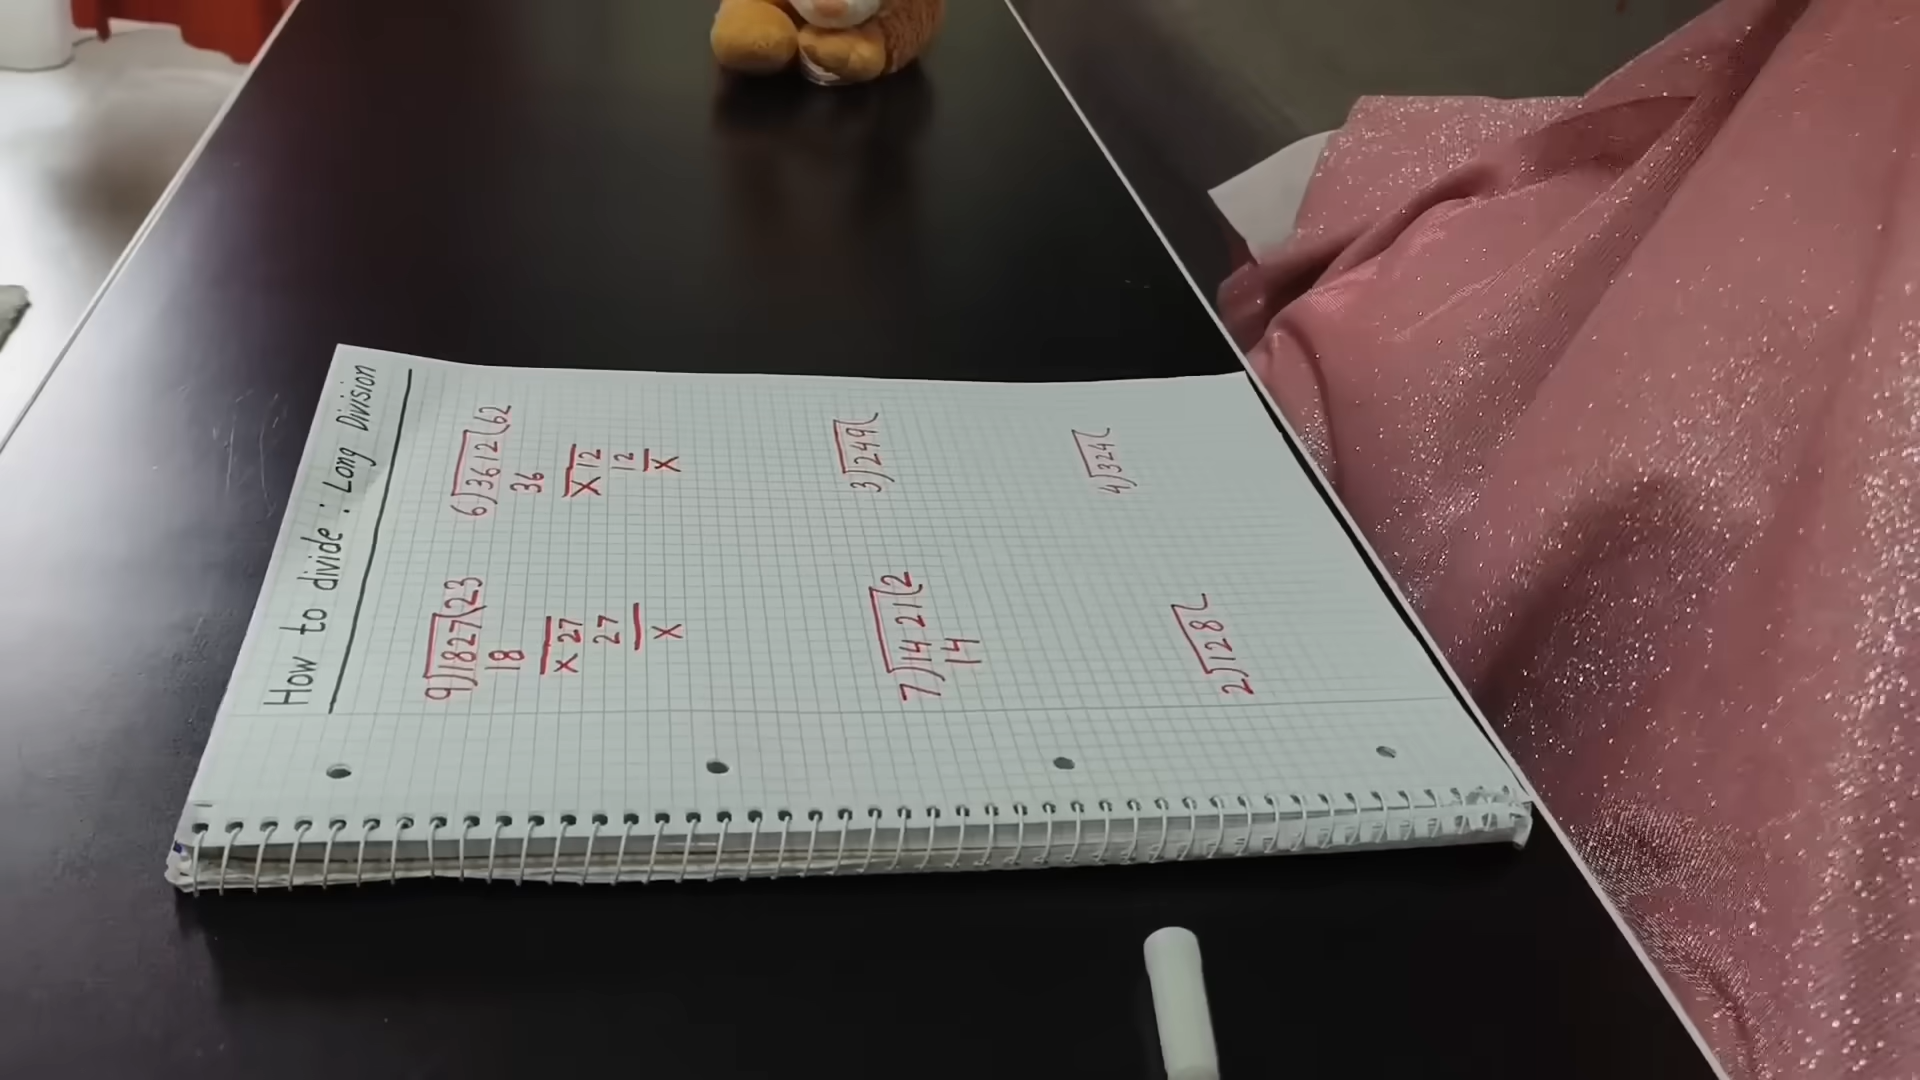 How to divide : Long Division
9)1827(23
18
X 27
27
X
6)3612(62
36
X 12
12
X
7)1421(2
14
3)249(
2)128(
4)324(